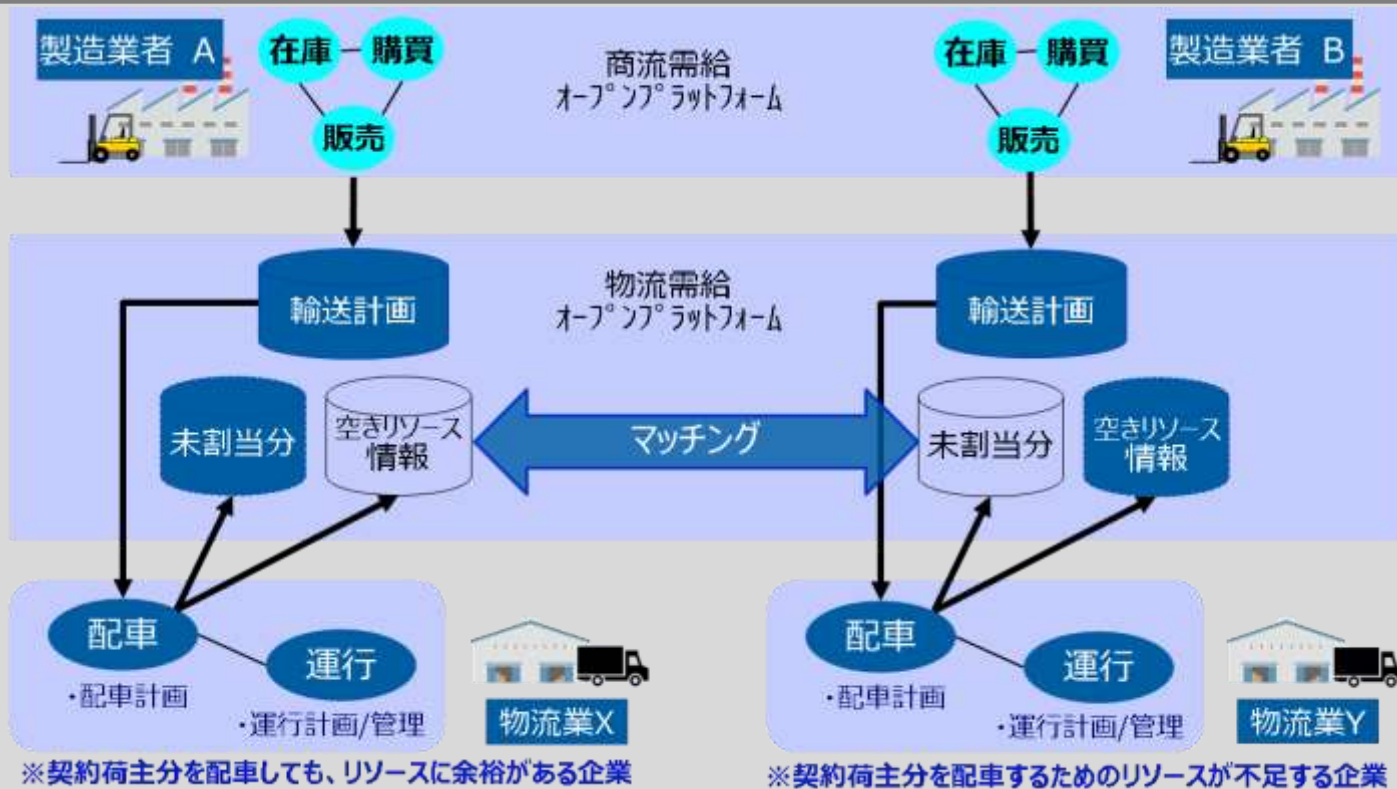 製造業者 A
在庫
購買
販売
商流需給
オープンプラットフォーム
在庫
購買
販売
製造業者 B
輸送計画
物流需給
オープンプラットフォーム
輸送計画
未割当分
空きリソース
情報
マッチング
未割当分
空きリソース
情報
配車
・配車計画
運行
・運行計画/管理
物流業X
配車
・配車計画
運行
・運行計画/管理
物流業Y
※契約荷主分を配車しても、リソースに余裕がある企業
※契約荷主分を配車するためのリソースが不足する企業